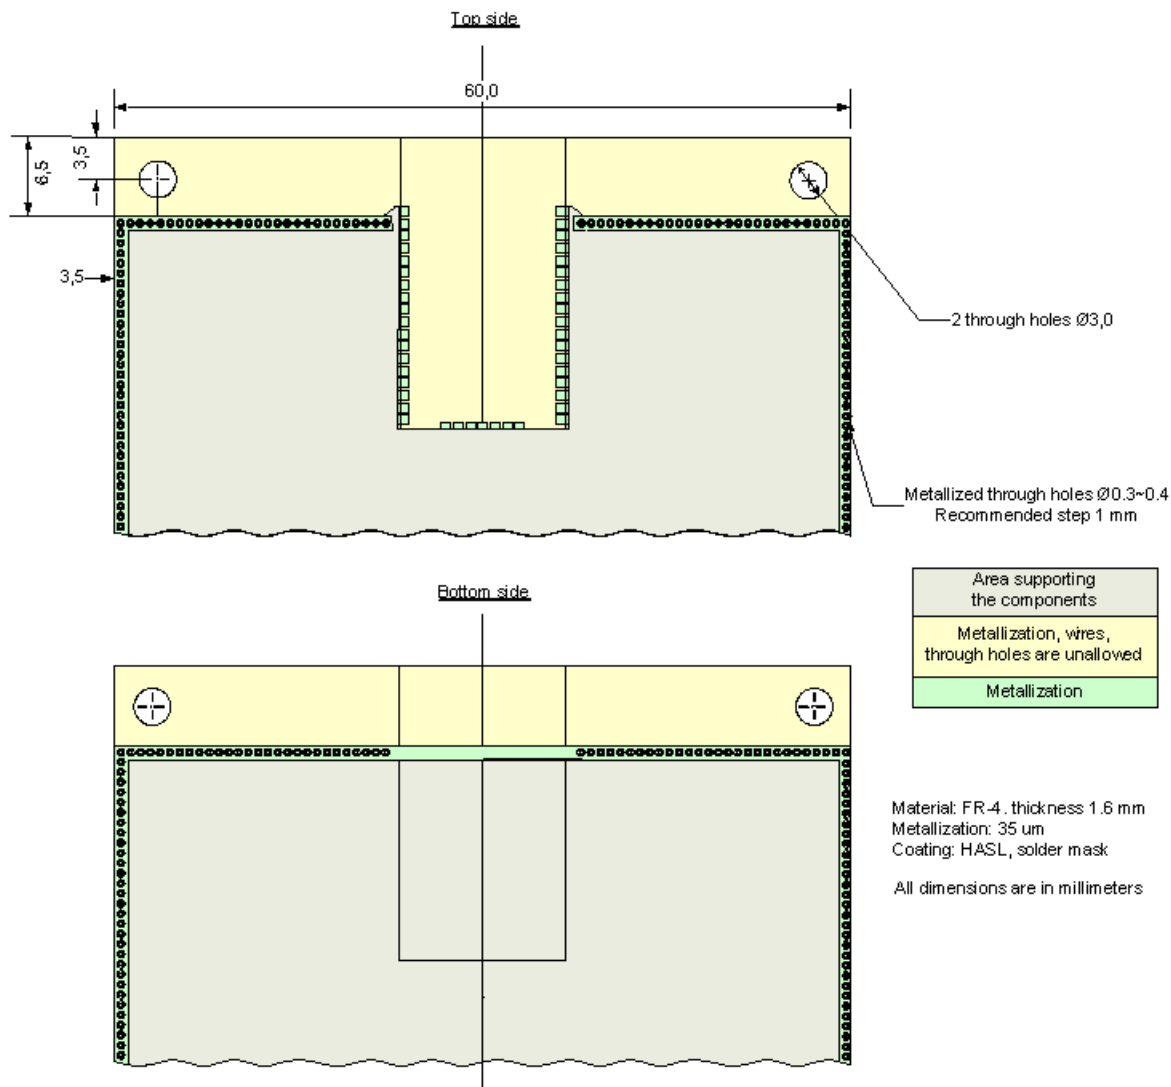 Top side
60,0
6,5
3,5
3,5
2 through holes Ø3,0
Metallized through holes Ø0.3~0.4
Recommended step 1 mm
Area supporting
the components
Metallization, wires,
through holes are unallowed
Metallization
Bottom side
Material: FR-4. thickness 1.6 mm
Metallization: 35 um
Coating: HASL, solder mask
All dimensions are in millimeters